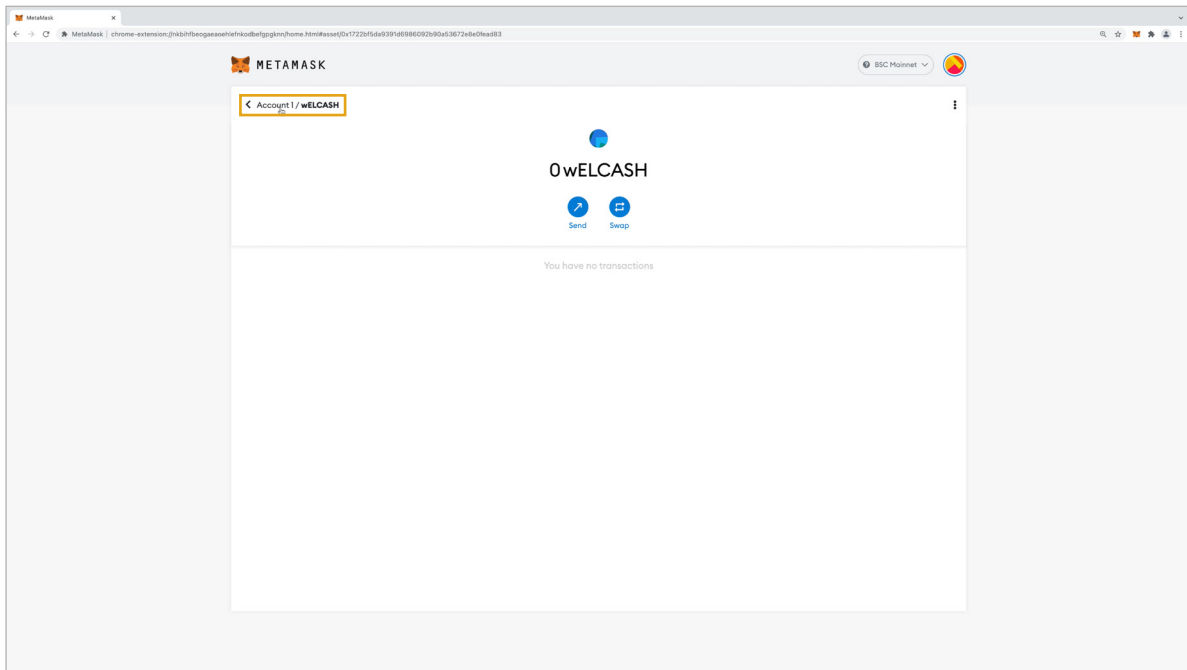 MetaMask
MetaMask | chrome-extension://nkbihfbeogaeaoehlefnkodbefgpgknn/home.html#asset/0x1722bf5da9391d6986092b90a53672e8e0fead83
METAMASK
BSC Mainnet
Account 1 / wELCASH
0 wELCASH
Send Swap
You have no transactions